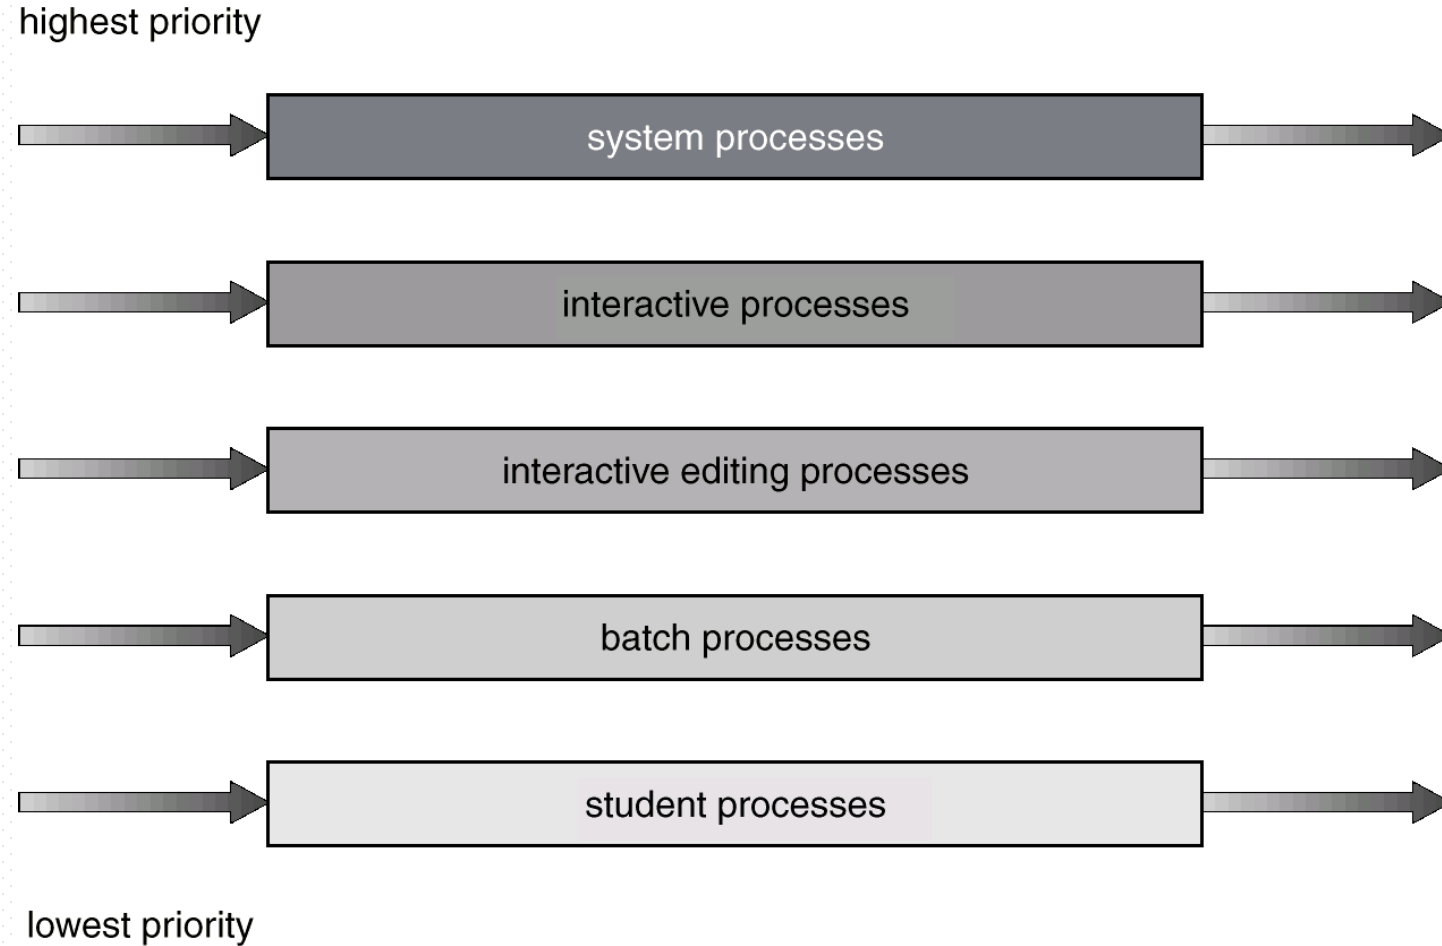 highest priority
system processes
interactive processes
interactive editing processes
batch processes
student processes
lowest priority